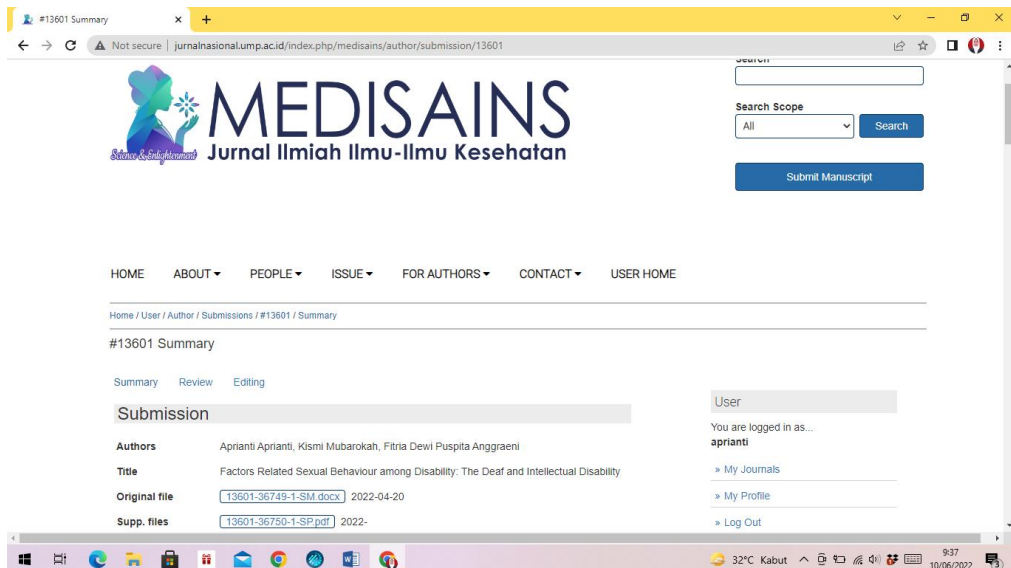 #13601 Summary
Not secure | jurnalnasional.ump.ac.id/index.php/medisains/author/submission/13601
Science & Enlightenment
MEDISAINS
Jurnal Ilmiah Ilmu-Ilmu Kesehatan
Search
Search Scope
All
Search
Submit Manuscript
HOME ABOUT PEOPLE ISSUE FOR AUTHORS CONTACT USER HOME
Home / User / Author / Submissions / #13601 / Summary
#13601 Summary
Summary Review Editing
Submission
Authors Aprianti Aprianti, Kismi Mubarokah, Fitria Dewi Puspita Anggraeni
Title Factors Related Sexual Behaviour among Disability: The Deaf and Intellectual Disability
Original file 13601-36749-1-SM.docx 2022-04-20
Supp. files 13601-36750-1-SP.pdf 2022-
User
You are logged in as...
aprianti
» My Journals
» My Profile
» Log Out
32°C Kabut
9:37
10/06/2022